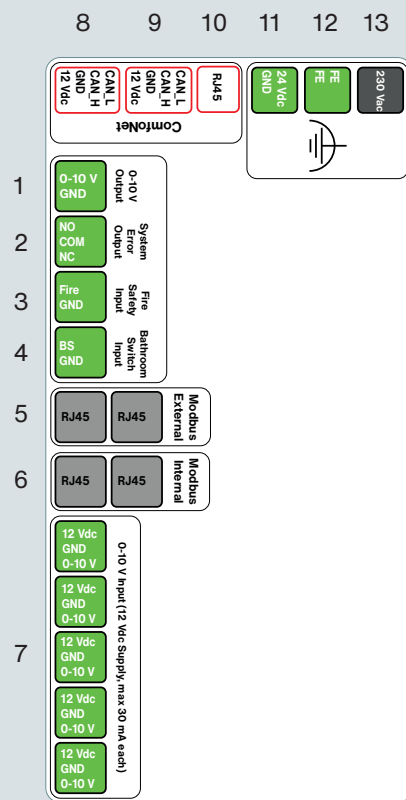 8 9 10 11 12 13
12 Vdc
GND
CAN_H
CAN_L
12 Vdc
GND
CAN_H
CAN_L
RJ45
ComfoNet
24 Vdc
GND
FE
FE
230 Vac
1
0-10 V
GND
0-10 V
Output
2
NO
COM
NC
System
Error
Output
3
Fire
GND
Fire
Safety
Input
4
BS
GND
Bathroom
Switch
Input
5
RJ45 RJ45
Modbus
External
6
RJ45 RJ45
Modbus
Internal
7
12 Vdc
GND
0-10 V
12 Vdc
GND
0-10 V
12 Vdc
GND
0-10 V
12 Vdc
GND
0-10 V
12 Vdc
GND
0-10 V
0-10 V Input (12 Vdc Supply, max 30 mA each)